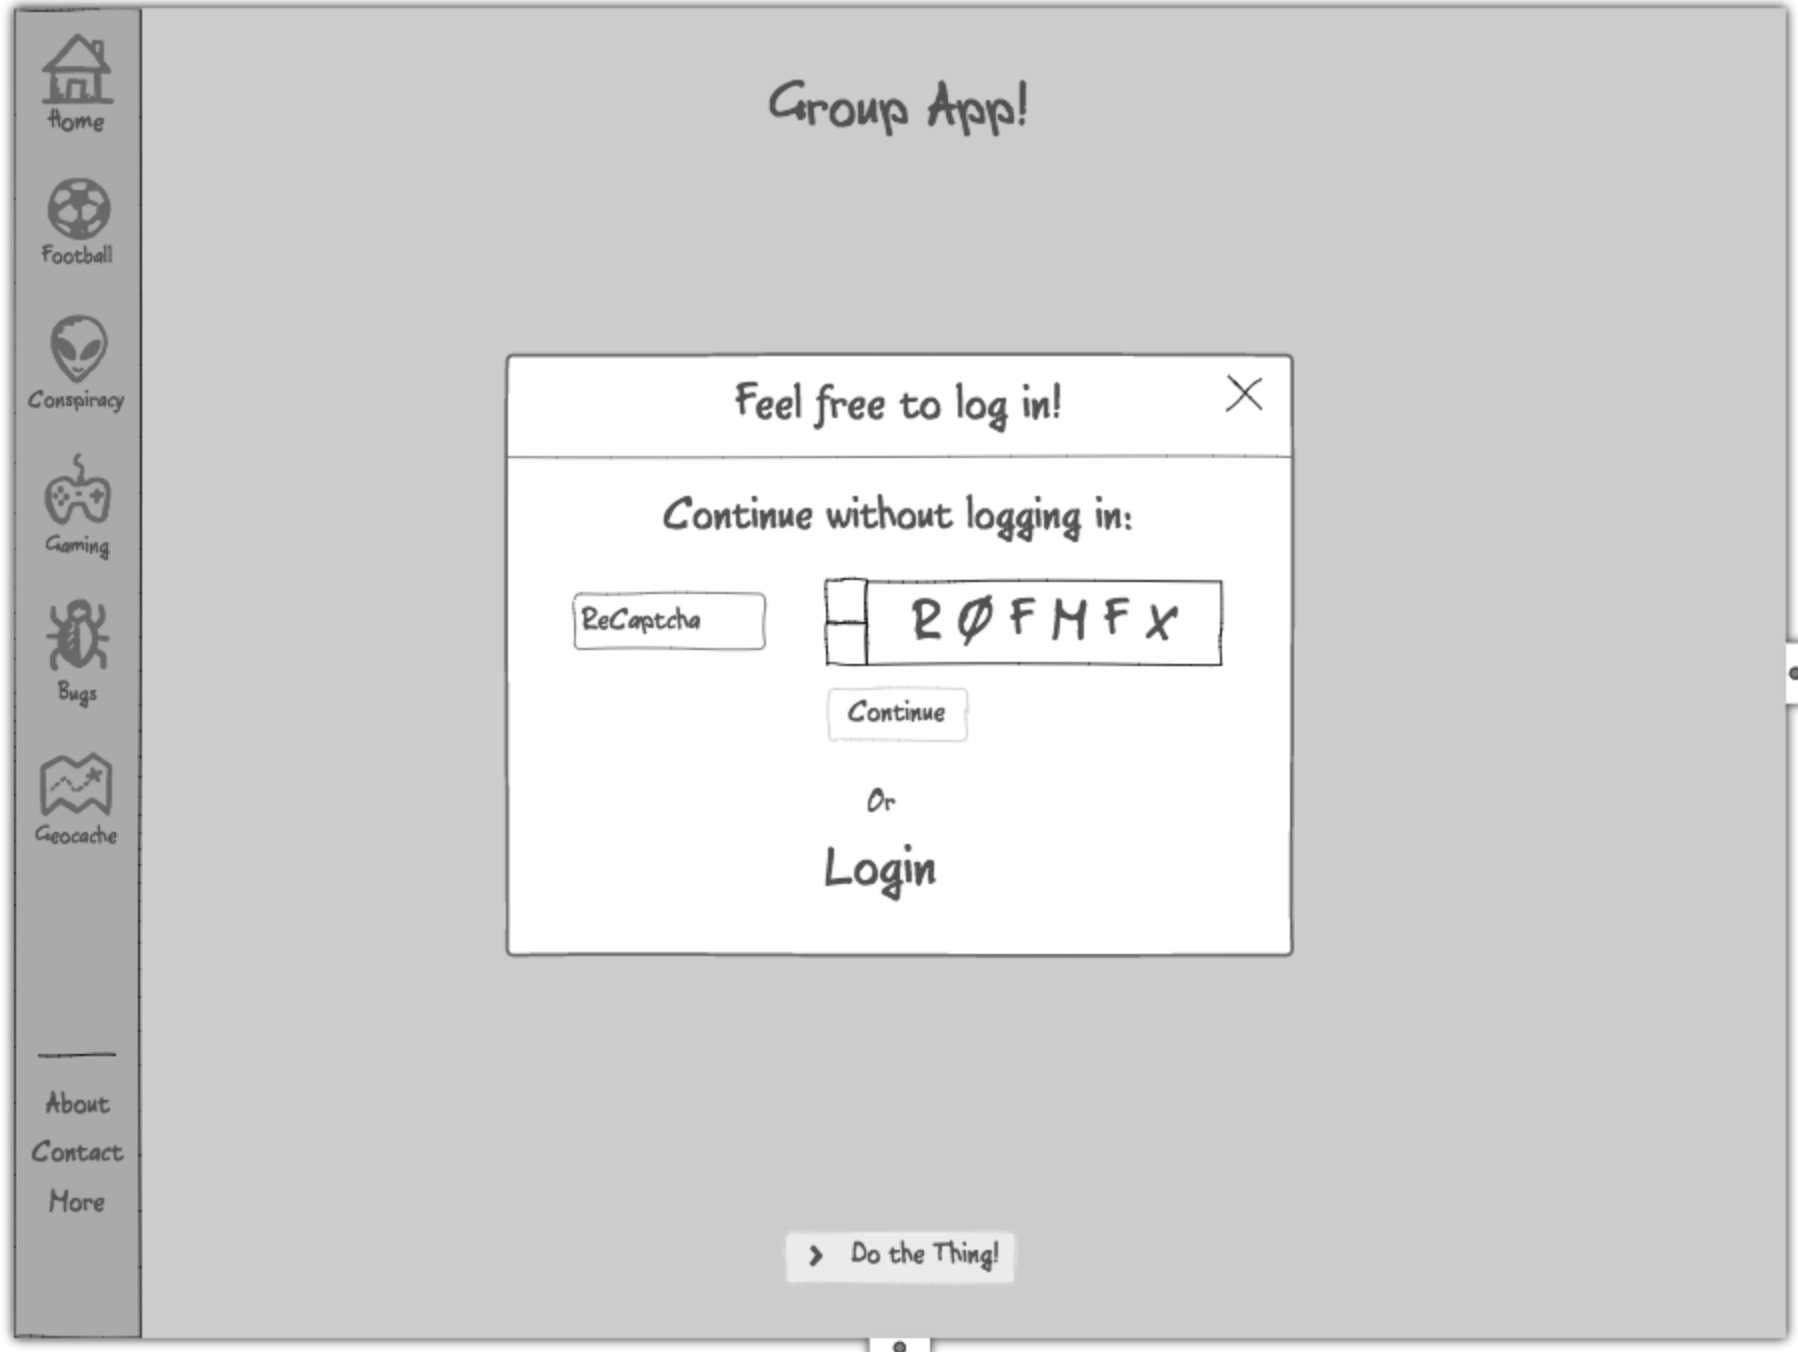 Group App!
Home
Football
Conspiracy
Gaming
Bugs
Geocache
About
Contact
More
Feel free to log in!
Continue without logging in:
ReCaptcha
RØFMFX
Continue
Or
Login
Do the Thing!